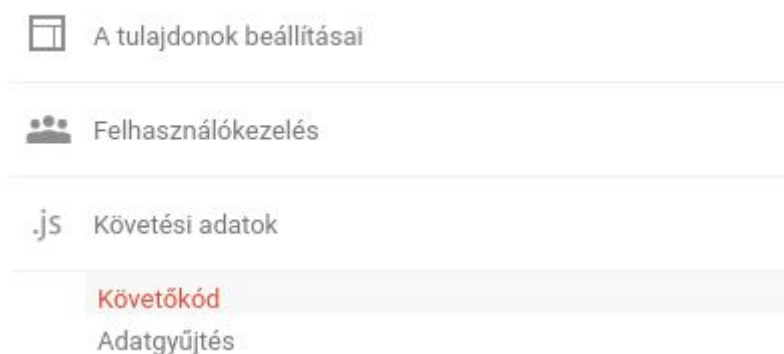 A tulajdonok beállításai
Felhasználókezelés
.js Követési adatok
Követőkód
Adatgyűjtés